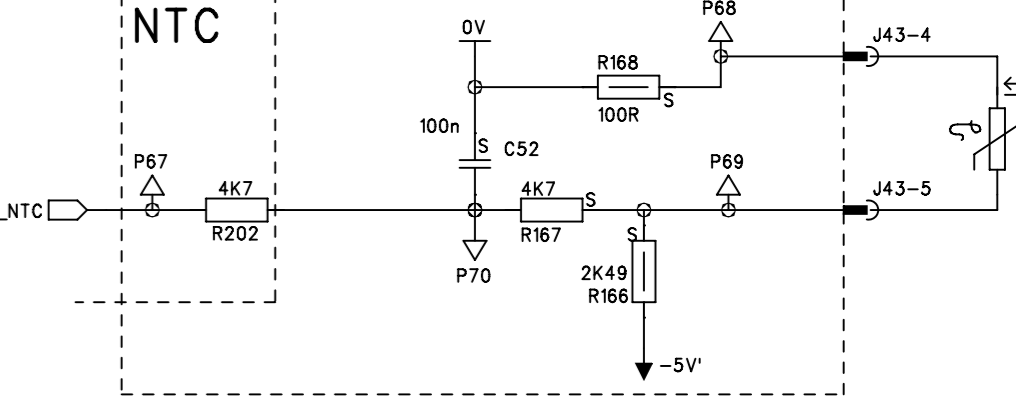 NTC
P68
0V
J43-4
R168
S
100R
100n
S
C52
P67
P69
4K7
4K7
S
J43-5
_NTC
R202
R167
S
P70
2K49
R166
-5V'